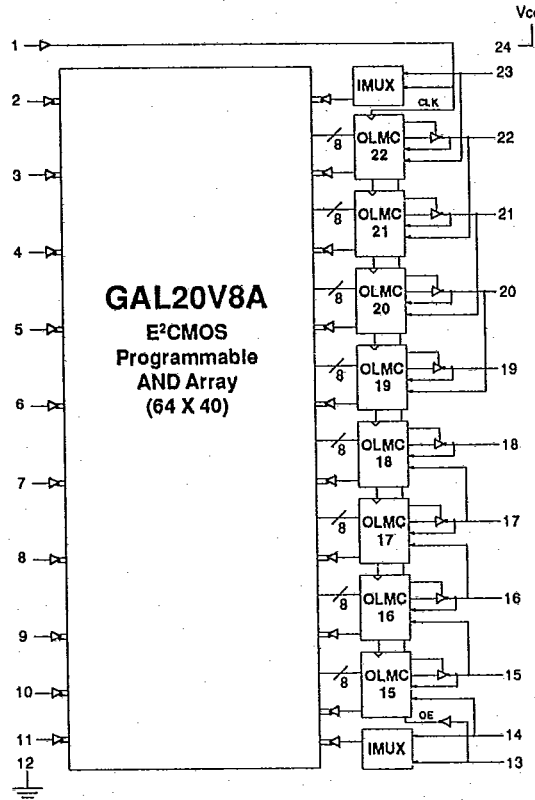 Vcc
1
24
23
IMUX
2
CLK
8
OLMC
22
22
3
8
OLMC
21
21
4
8
OLMC
20
20
GAL20V8A
E²CMOS
Programmable
AND Array
(64 X 40)
5
8
OLMC
19
19
6
8
OLMC
18
18
7
8
OLMC
17
17
8
8
OLMC
16
16
9
8
OLMC
15
15
10
OE
11
IMUX
14
12
13